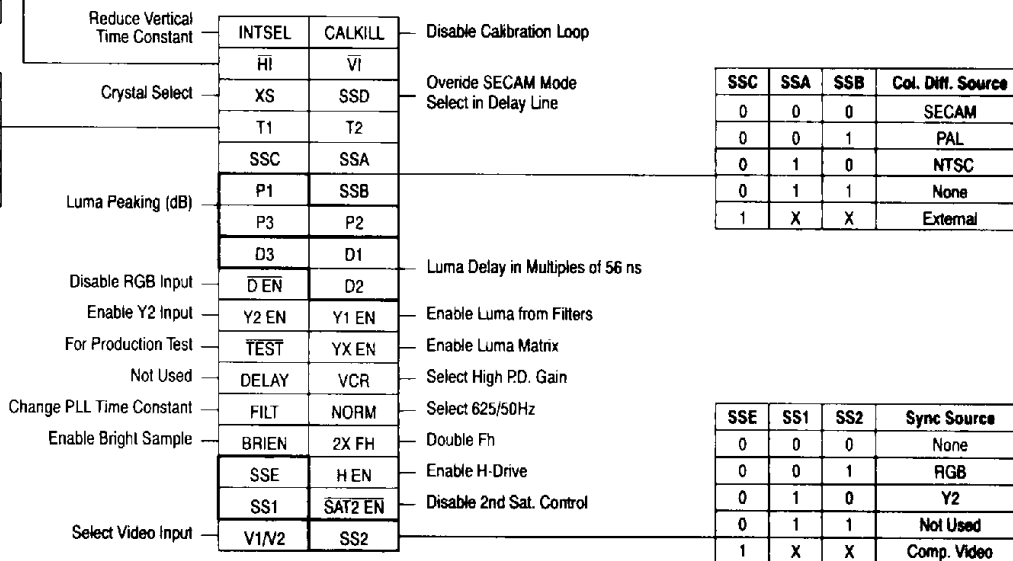 Reduce Vertical
Time Constant
INTSEL CALKILL
Disable Calibration Loop
HI VI
Crystal Select
XS SSD
Overide SECAM Mode
Select in Delay Line
T1 T2
SSC SSA
P1 SSB
Luma Peaking (dB)
P3 P2
D3 D1
Luma Delay in Multiples of 56 ns
Disable RGB Input
D EN D2
Enable Y2 Input
Y2 EN Y1 EN
Enable Luma from Filters
For Production Test
TEST YX EN
Enable Luma Matrix
Not Used
DELAY VCR
Select High P.D. Gain
Change PLL Time Constant
FILT NORM
Select 625/50Hz
Enable Bright Sample
BRIEN 2X FH
Double Fh
SSE H EN
Enable H-Drive
SS1 SAT2 EN
Disable 2nd Sat. Control
Select Video Input
V1/V2 SS2
SSC SSA SSB Col. Diff. Source
0 0 0 SECAM
0 0 1 PAL
0 1 0 NTSC
0 1 1 None
1 X X External
SSE SS1 SS2 Sync Source
0 0 0 None
0 0 1 RGB
0 1 0 Y2
0 1 1 Not Used
1 X X Comp. Video